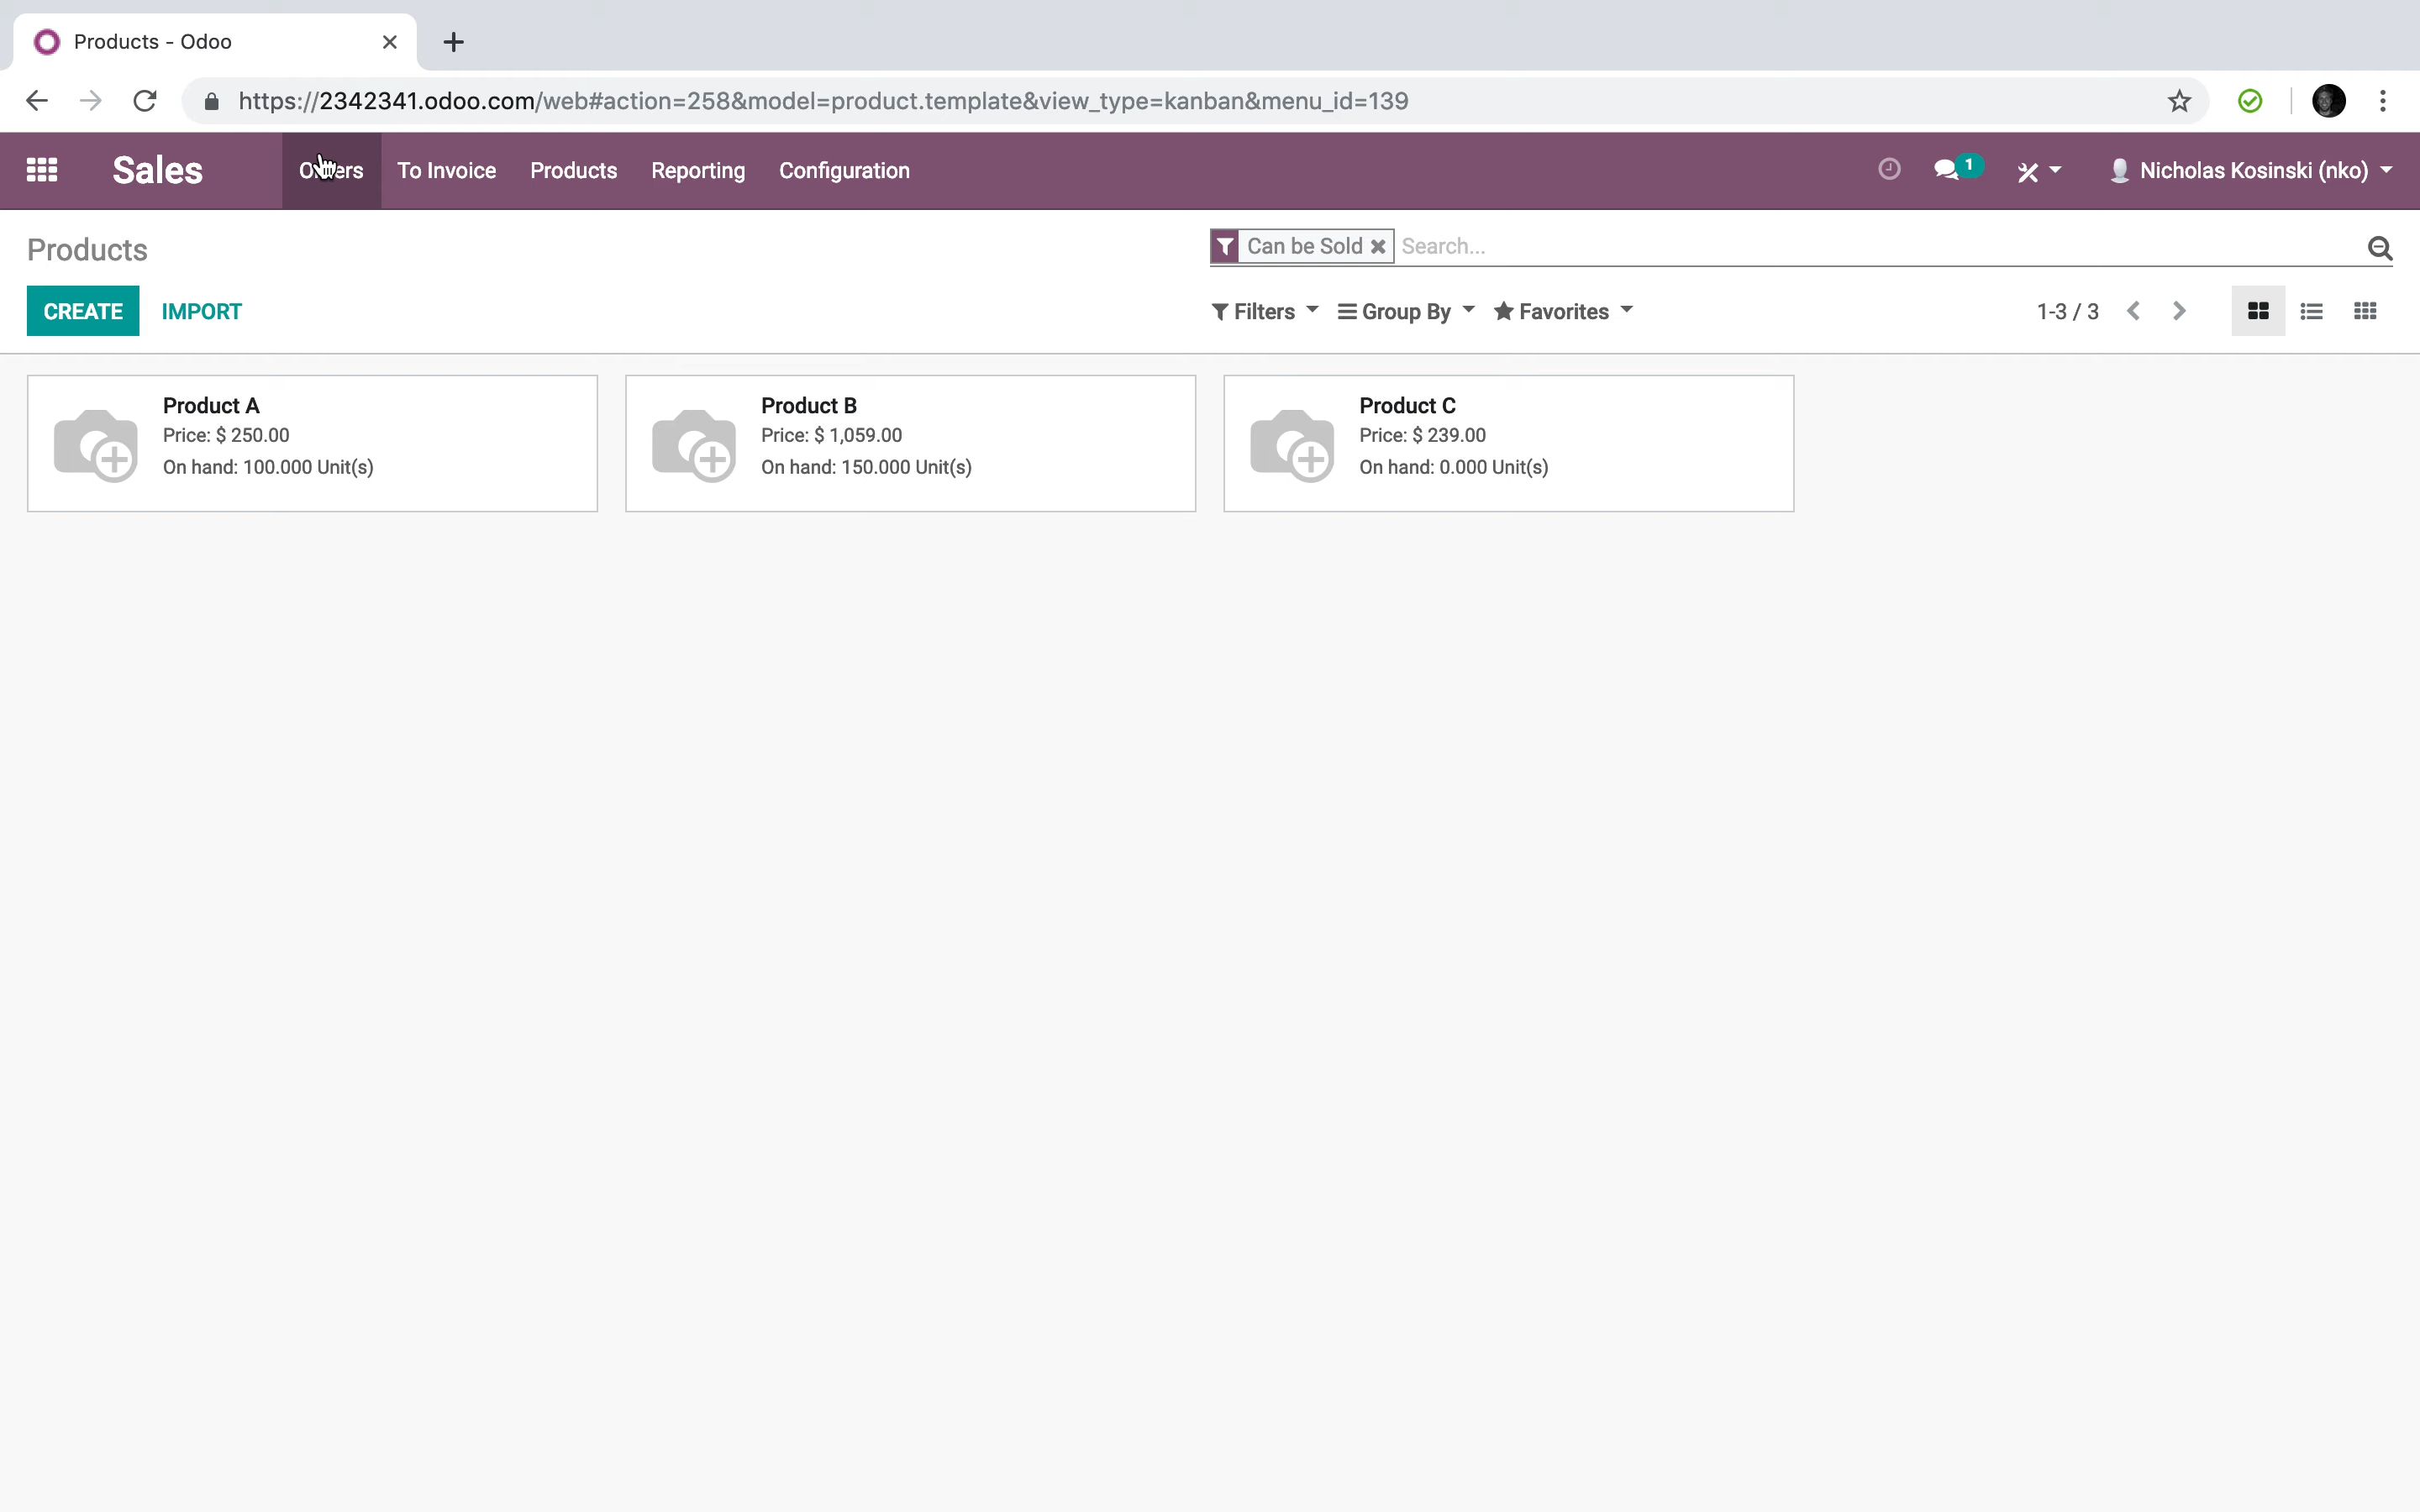 Products - Odoo
https://2342341.odoo.com/web#action=258&model=product.template&view_type=kanban&menu_id=139
Sales
To Invoice
Products
Reporting
Configuration
1
Nicholas Kosinski (nko)
Products
Can be Sold
Search...
CREATE
IMPORT
Filters
Group By
Favorites
1-3 / 3
Product A
Price: $ 250.00
On hand: 100.000 Unit(s)
Product B
Price: $ 1,059.00
On hand: 150.000 Unit(s)
Product C
Price: $ 239.00
On hand: 0.000 Unit(s)